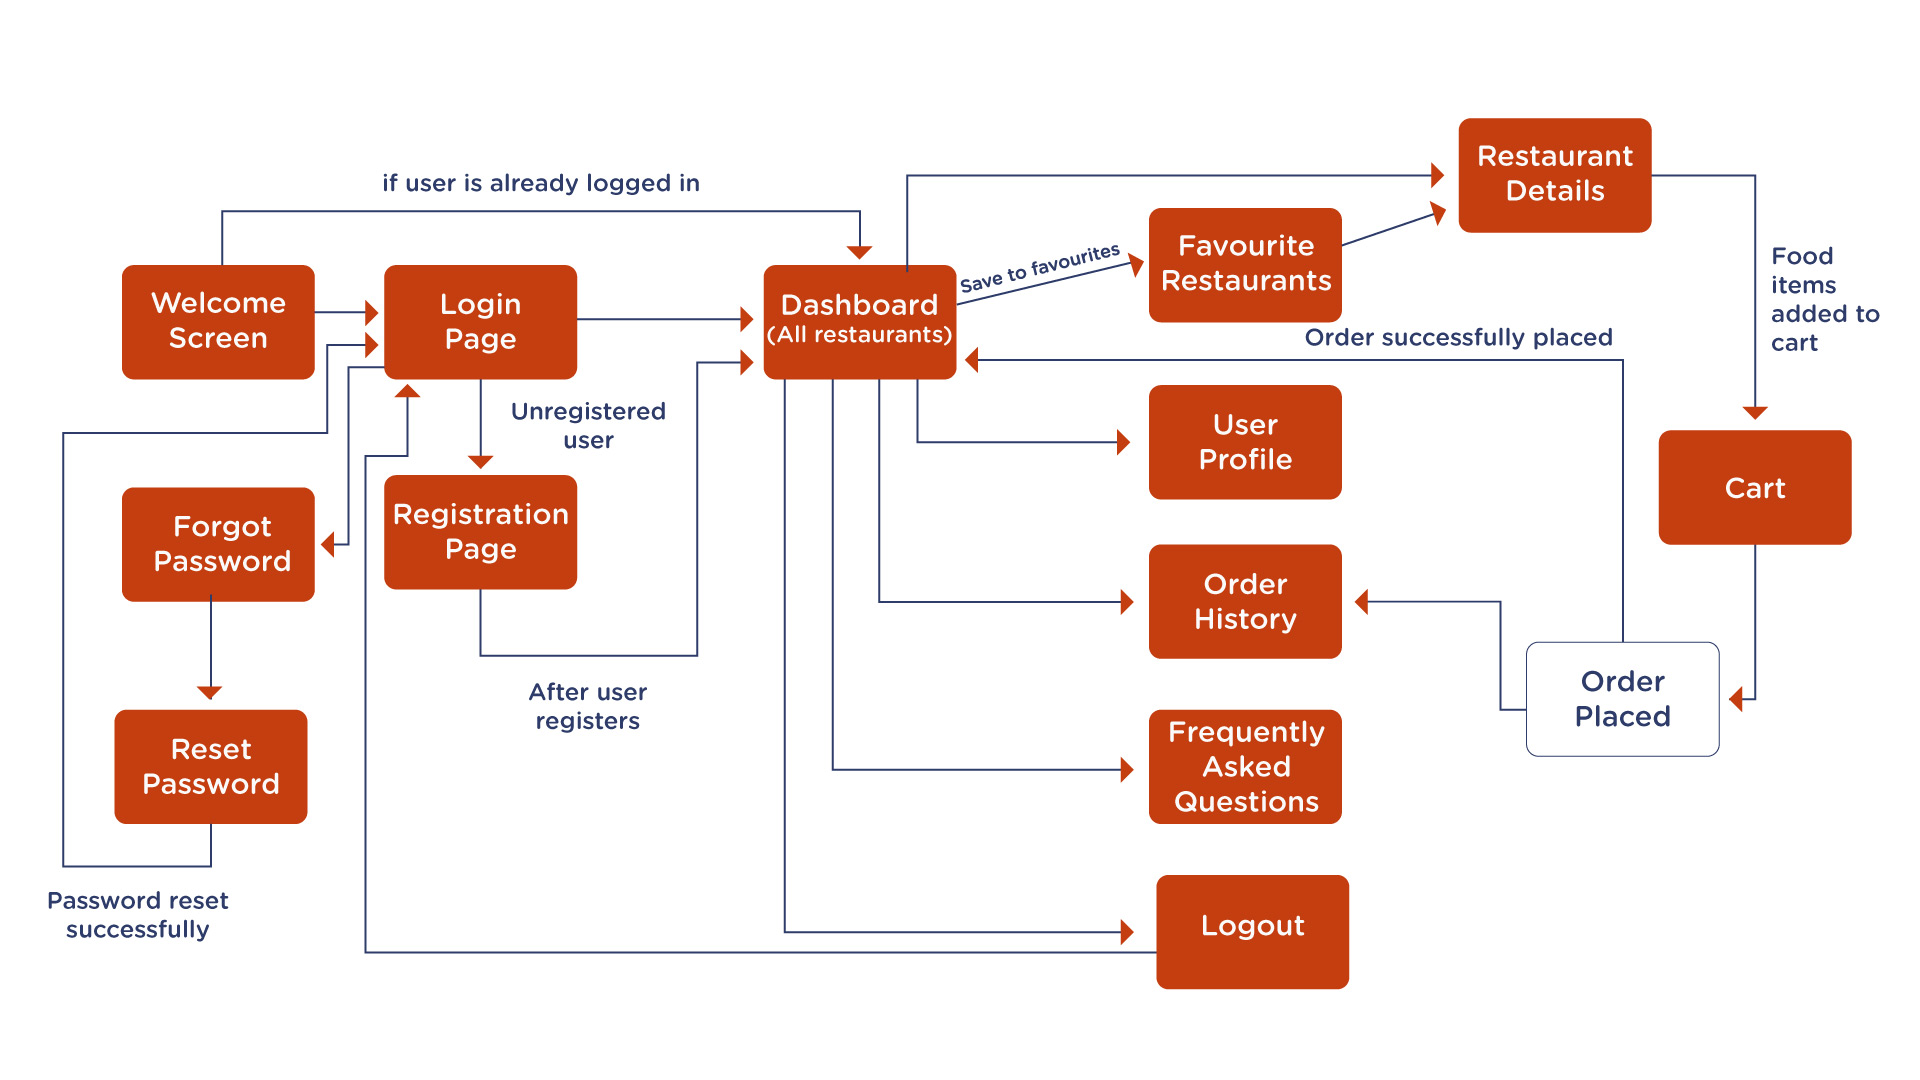 if user is already logged in
Welcome
Screen
Login
Page
Dashboard
(All restaurants)
Save to favourites
Favourite
Restaurants
Restaurant
Details
Food
items
added to
cart
Order successfully placed
Unregistered
user
User
Profile
Cart
Forgot
Password
Registration
Page
Order
History
After user
registers
Order
Placed
Reset
Password
Frequently
Asked
Questions
Password reset
successfully
Logout